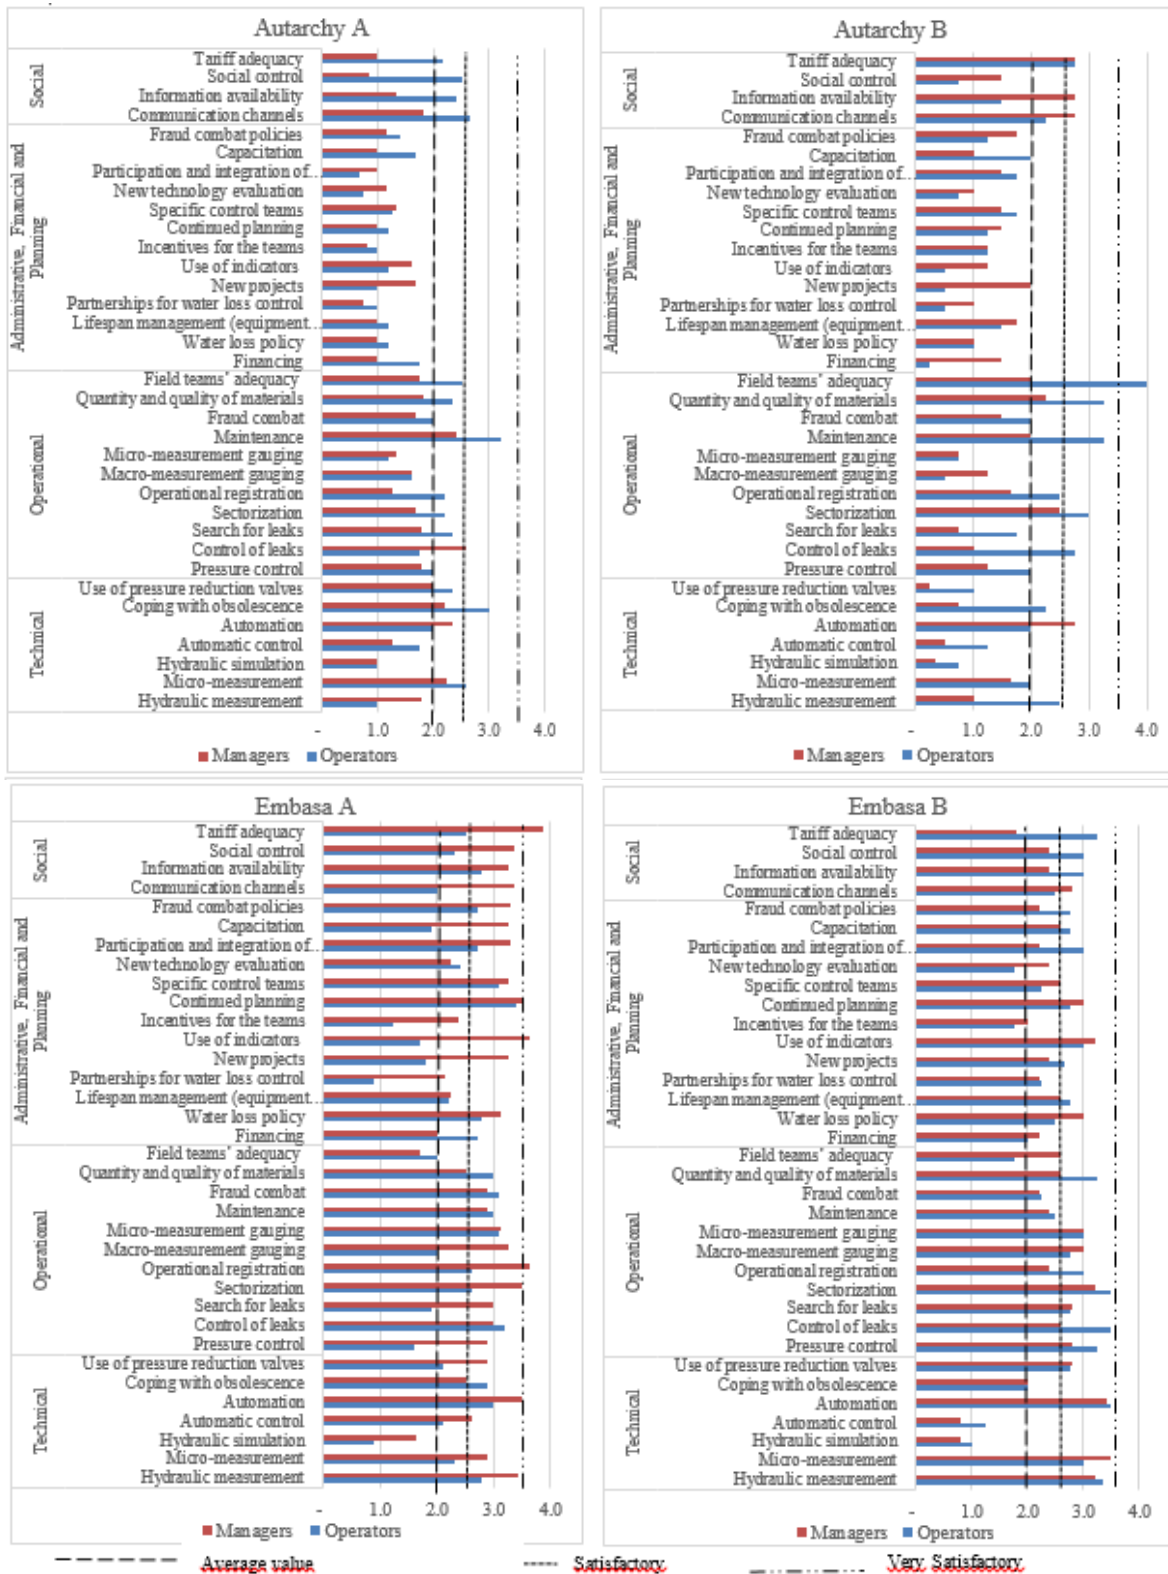 Autarchy A
Social
Tariff adequacy
Social control
Information availability
Communication channels
Administrative, Financial and
Planning
Fraud combat policies
Capacitation
Participation and integration of...
New technology evaluation
Specific control teams
Continued planning
Incentives for the teams
Use of indicators
New projects
Partnerships for water loss control
Lifespan management (equipment...
Water loss policy
Financing
Operational
Field teams' adequacy
Quantity and quality of materials
Fraud combat
Maintenance
Micro-measurement gauging
Macro-measurement gauging
Operational registration
Sectorization
Search for leaks
Control of leaks
Pressure control
Technical
Use of pressure reduction valves
Coping with obsolescence
Automation
Automatic control
Hydraulic simulation
Micro-measurement
Hydraulic measurement
- 1.0 2.0 3.0 4.0
Managers Operators
Autarchy B
Social
Tariff adequacy
Social control
Information availability
Communication channels
Administrative, Financial and
Planning
Fraud combat policies
Capacitation
Participation and integration of...
New technology evaluation
Specific control teams
Continued planning
Incentives for the teams
Use of indicators
New projects
Partnerships for water loss control
Lifespan management (equipment...
Water loss policy
Financing
Operational
Field teams' adequacy
Quantity and quality of materials
Fraud combat
Maintenance
Micro-measurement gauging
Macro-measurement gauging
Operational registration
Sectorization
Search for leaks
Control of leaks
Pressure control
Technical
Use of pressure reduction valves
Coping with obsolescence
Automation
Automatic control
Hydraulic simulation
Micro-measurement
Hydraulic measurement
- 1.0 2.0 3.0 4.0
Managers Operators
Embasa A
Social
Tariff adequacy
Social control
Information availability
Communication channels
Administrative, Financial and
Planning
Fraud combat policies
Capacitation
Participation and integration of...
New technology evaluation
Specific control teams
Continued planning
Incentives for the teams
Use of indicators
New projects
Partnerships for water loss control
Lifespan management (equipment...
Water loss policy
Financing
Operational
Field teams' adequacy
Quantity and quality of materials
Fraud combat
Maintenance
Micro-measurement gauging
Macro-measurement gauging
Operational registration
Sectorization
Search for leaks
Control of leaks
Pressure control
Technical
Use of pressure reduction valves
Coping with obsolescence
Automation
Automatic control
Hydraulic simulation
Micro-measurement
Hydraulic measurement
- 1.0 2.0 3.0 4.0
Managers Operators
Embasa B
Social
Tariff adequacy
Social control
Information availability
Communication channels
Administrative, Financial and
Planning
Fraud combat policies
Capacitation
Participation and integration of...
New technology evaluation
Specific control teams
Continued planning
Incentives for the teams
Use of indicators
New projects
Partnerships for water loss control
Lifespan management (equipment...
Water loss policy
Financing
Operational
Field teams' adequacy
Quantity and quality of materials
Fraud combat
Maintenance
Micro-measurement gauging
Macro-measurement gauging
Operational registration
Sectorization
Search for leaks
Control of leaks
Pressure control
Technical
Use of pressure reduction valves
Coping with obsolescence
Automation
Automatic control
Hydraulic simulation
Micro-measurement
Hydraulic measurement
- 1.0 2.0 3.0 4.0
Managers Operators
Average value Satisfactory Very Satisfactory